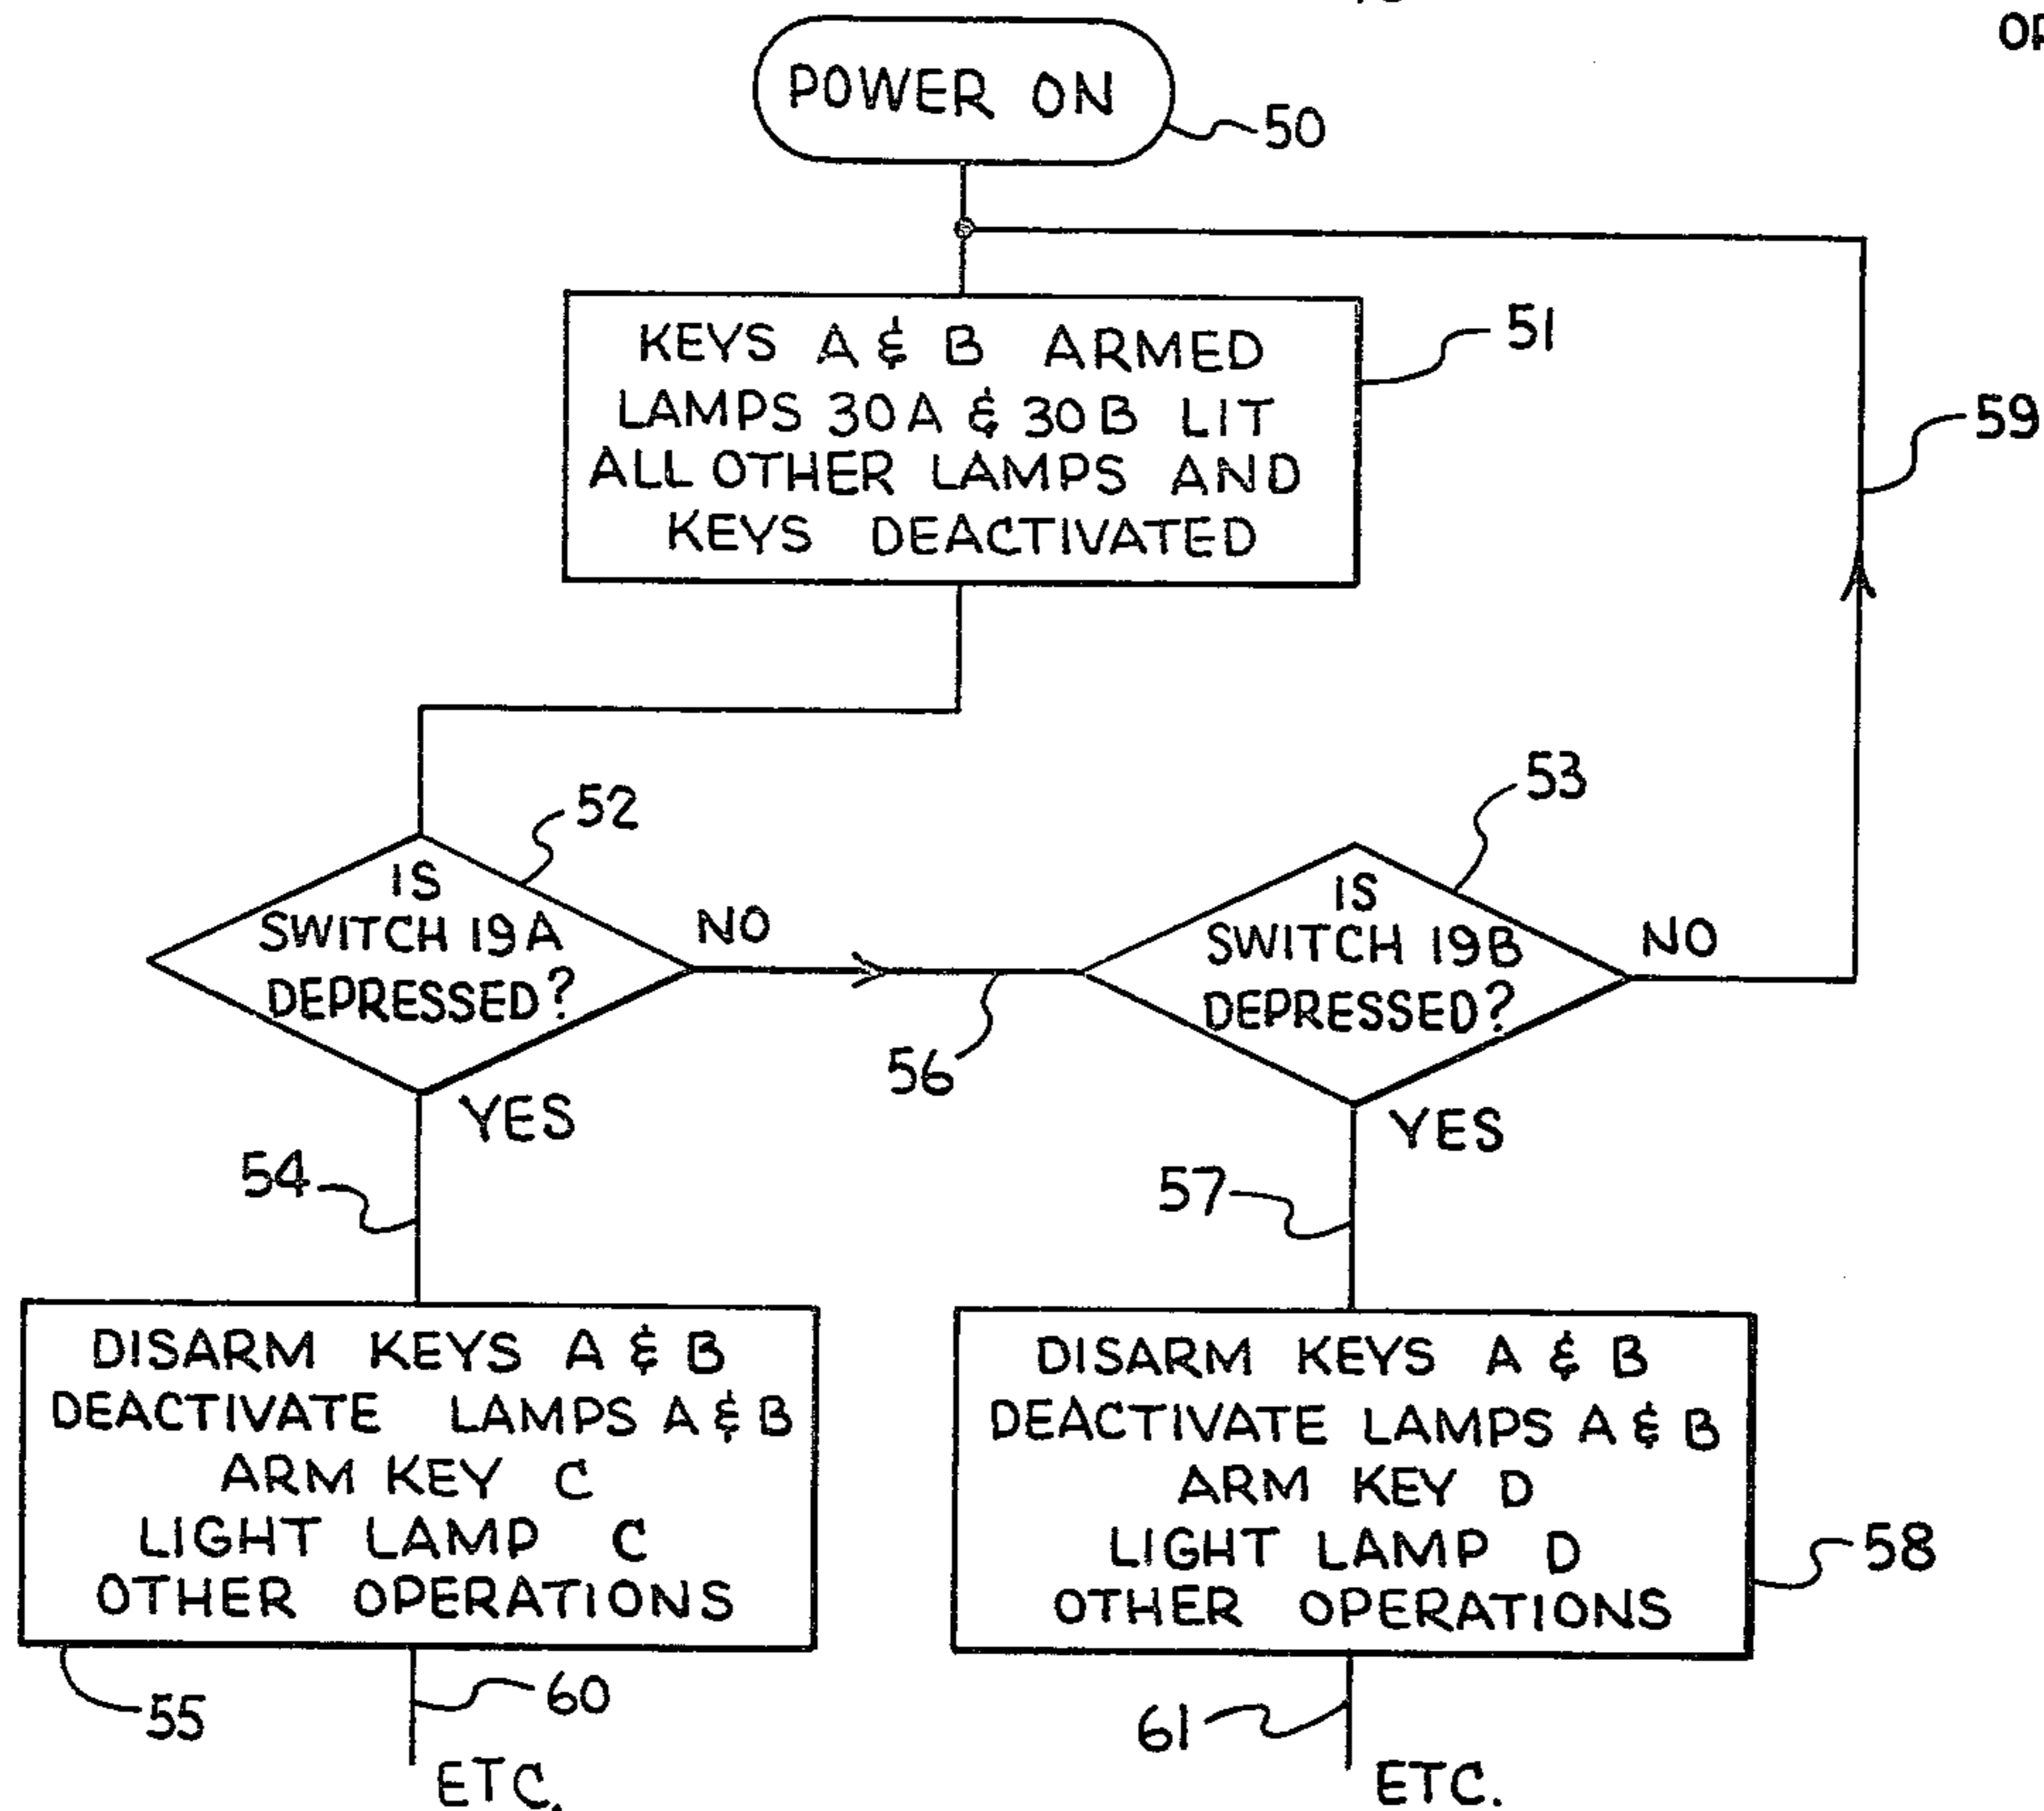 OR
POWER ON
50
KEYS A & B ARMED
LAMPS 30A & 30B LIT
ALL OTHER LAMPS AND
KEYS DEACTIVATED
51
59
IS
SWITCH 19A
DEPRESSED?
52
NO
56
IS
SWITCH 19B
DEPRESSED?
53
NO
YES
54
YES
57
DISARM KEYS A & B
DEACTIVATE LAMPS A & B
ARM KEY C
LIGHT LAMP C
OTHER OPERATIONS
55
60
ETC.
DISARM KEYS A & B
DEACTIVATE LAMPS A & B
ARM KEY D
LIGHT LAMP D
OTHER OPERATIONS
58
61
ETC.